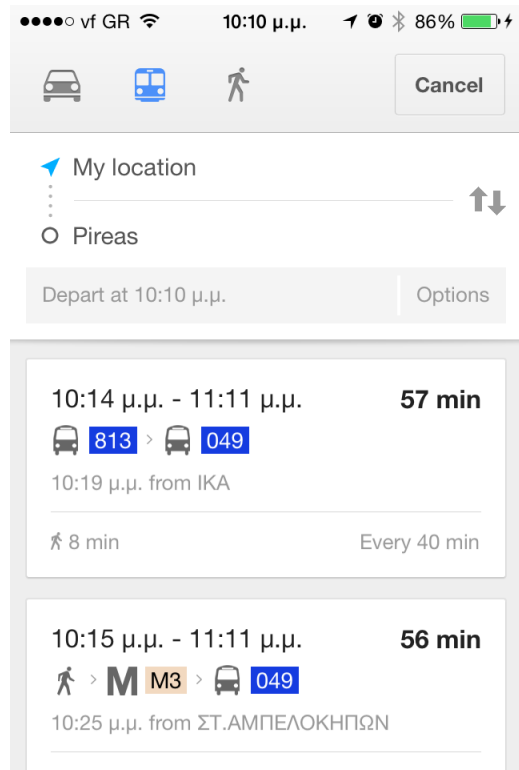 vf GR 10:10 μ.μ. 86%
Cancel
My location
Pireas
Depart at 10:10 μ.μ. Options
10:14 μ.μ. - 11:11 μ.μ. 57 min
813 > 049
10:19 μ.μ. from IKA
8 min Every 40 min
10:15 μ.μ. - 11:11 μ.μ. 56 min
> M M3 > 049
10:25 μ.μ. from ΣΤ.ΑΜΠΕΛΟΚΗΠΩΝ